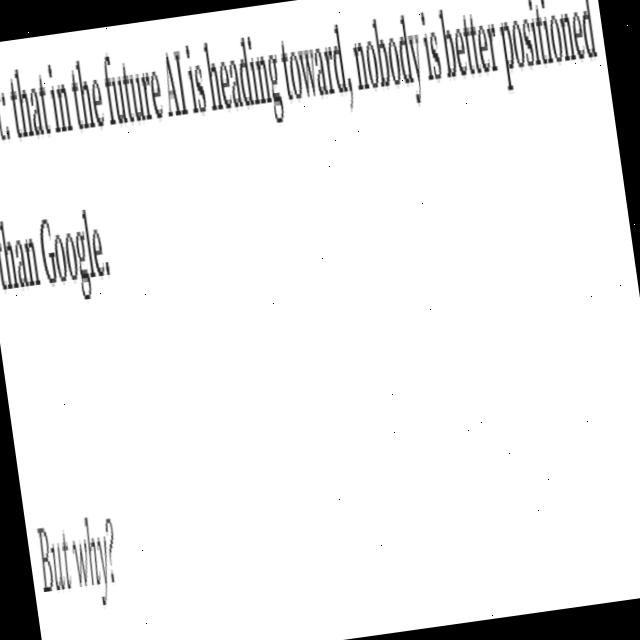 that in the future AI is heading toward, nobody is better positioned
than Google.
But why?